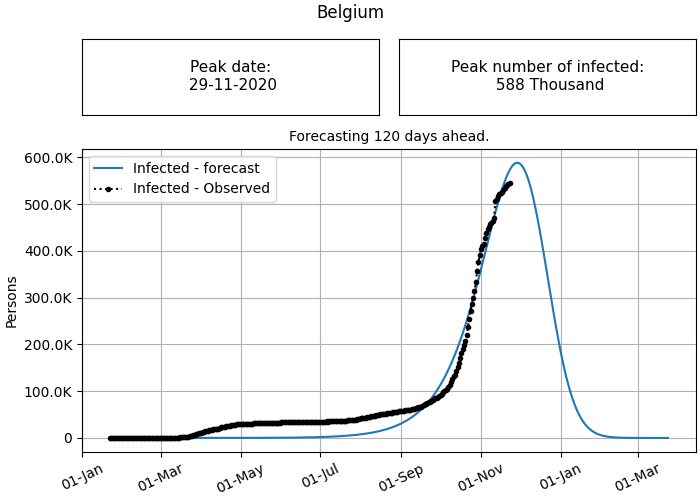 Belgium
Peak date:
29-11-2020
Peak number of infected:
588 Thousand
Forecasting 120 days ahead.
Infected - forecast
Infected - Observed
600.0K
500.0K
400.0K
300.0K
200.0K
100.0K
0
Persons
01-Jan
01-Mar
01-May
01-Jul
01-Sep
01-Nov
01-Jan
01-Mar